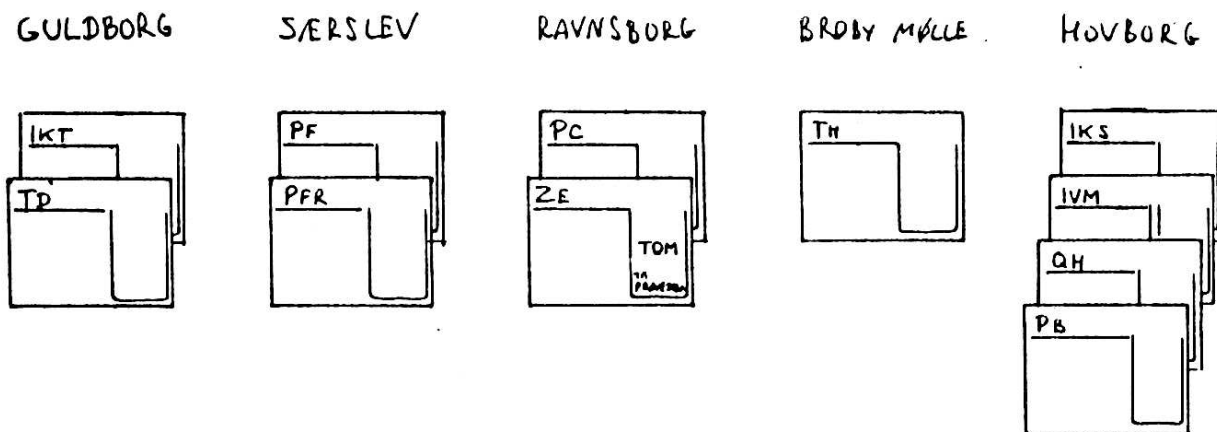 GULDBORG
SÆRSLEV
RAVNSBORG
BROBY MØLLE
HOVBORG
IKT
TD
PF
PFR
PC
ZE
TOM
TH
IKS
IVM
QH
PB